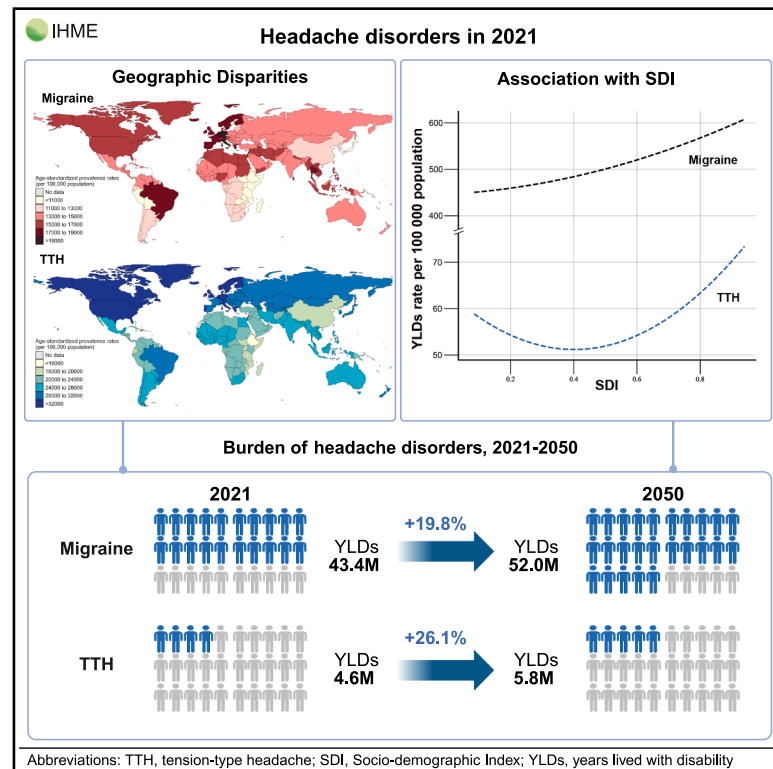 IHME
Headache disorders in 2021
Geographic Disparities
Migraine
Age-standardized prevalence rates
(per 100,000 population)
No data
<11000
11000 to 13000
13000 to 15000
15000 to 17000
17000 to 19000
>19000
TTH
Age-standardized prevalence rates
(per 100,000 population)
No data
<16000
16000 to 20000
20000 to 24000
24000 to 28000
28000 to 32000
>32000
Association with SDI
YLDs rate per 100 000 population
600
500
400
70
60
50
Migraine
TTH
0.2
0.4
0.6
0.8
SDI
Burden of headache disorders, 2021-2050
2021
2050
Migraine
YLDs
43.4M
+19.8%
YLDs
52.0M
TTH
YLDs
4.6M
+26.1%
YLDs
5.8M
Abbreviations: TTH, tension-type headache; SDI, Socio-demographic Index; YLDs, years lived with disability